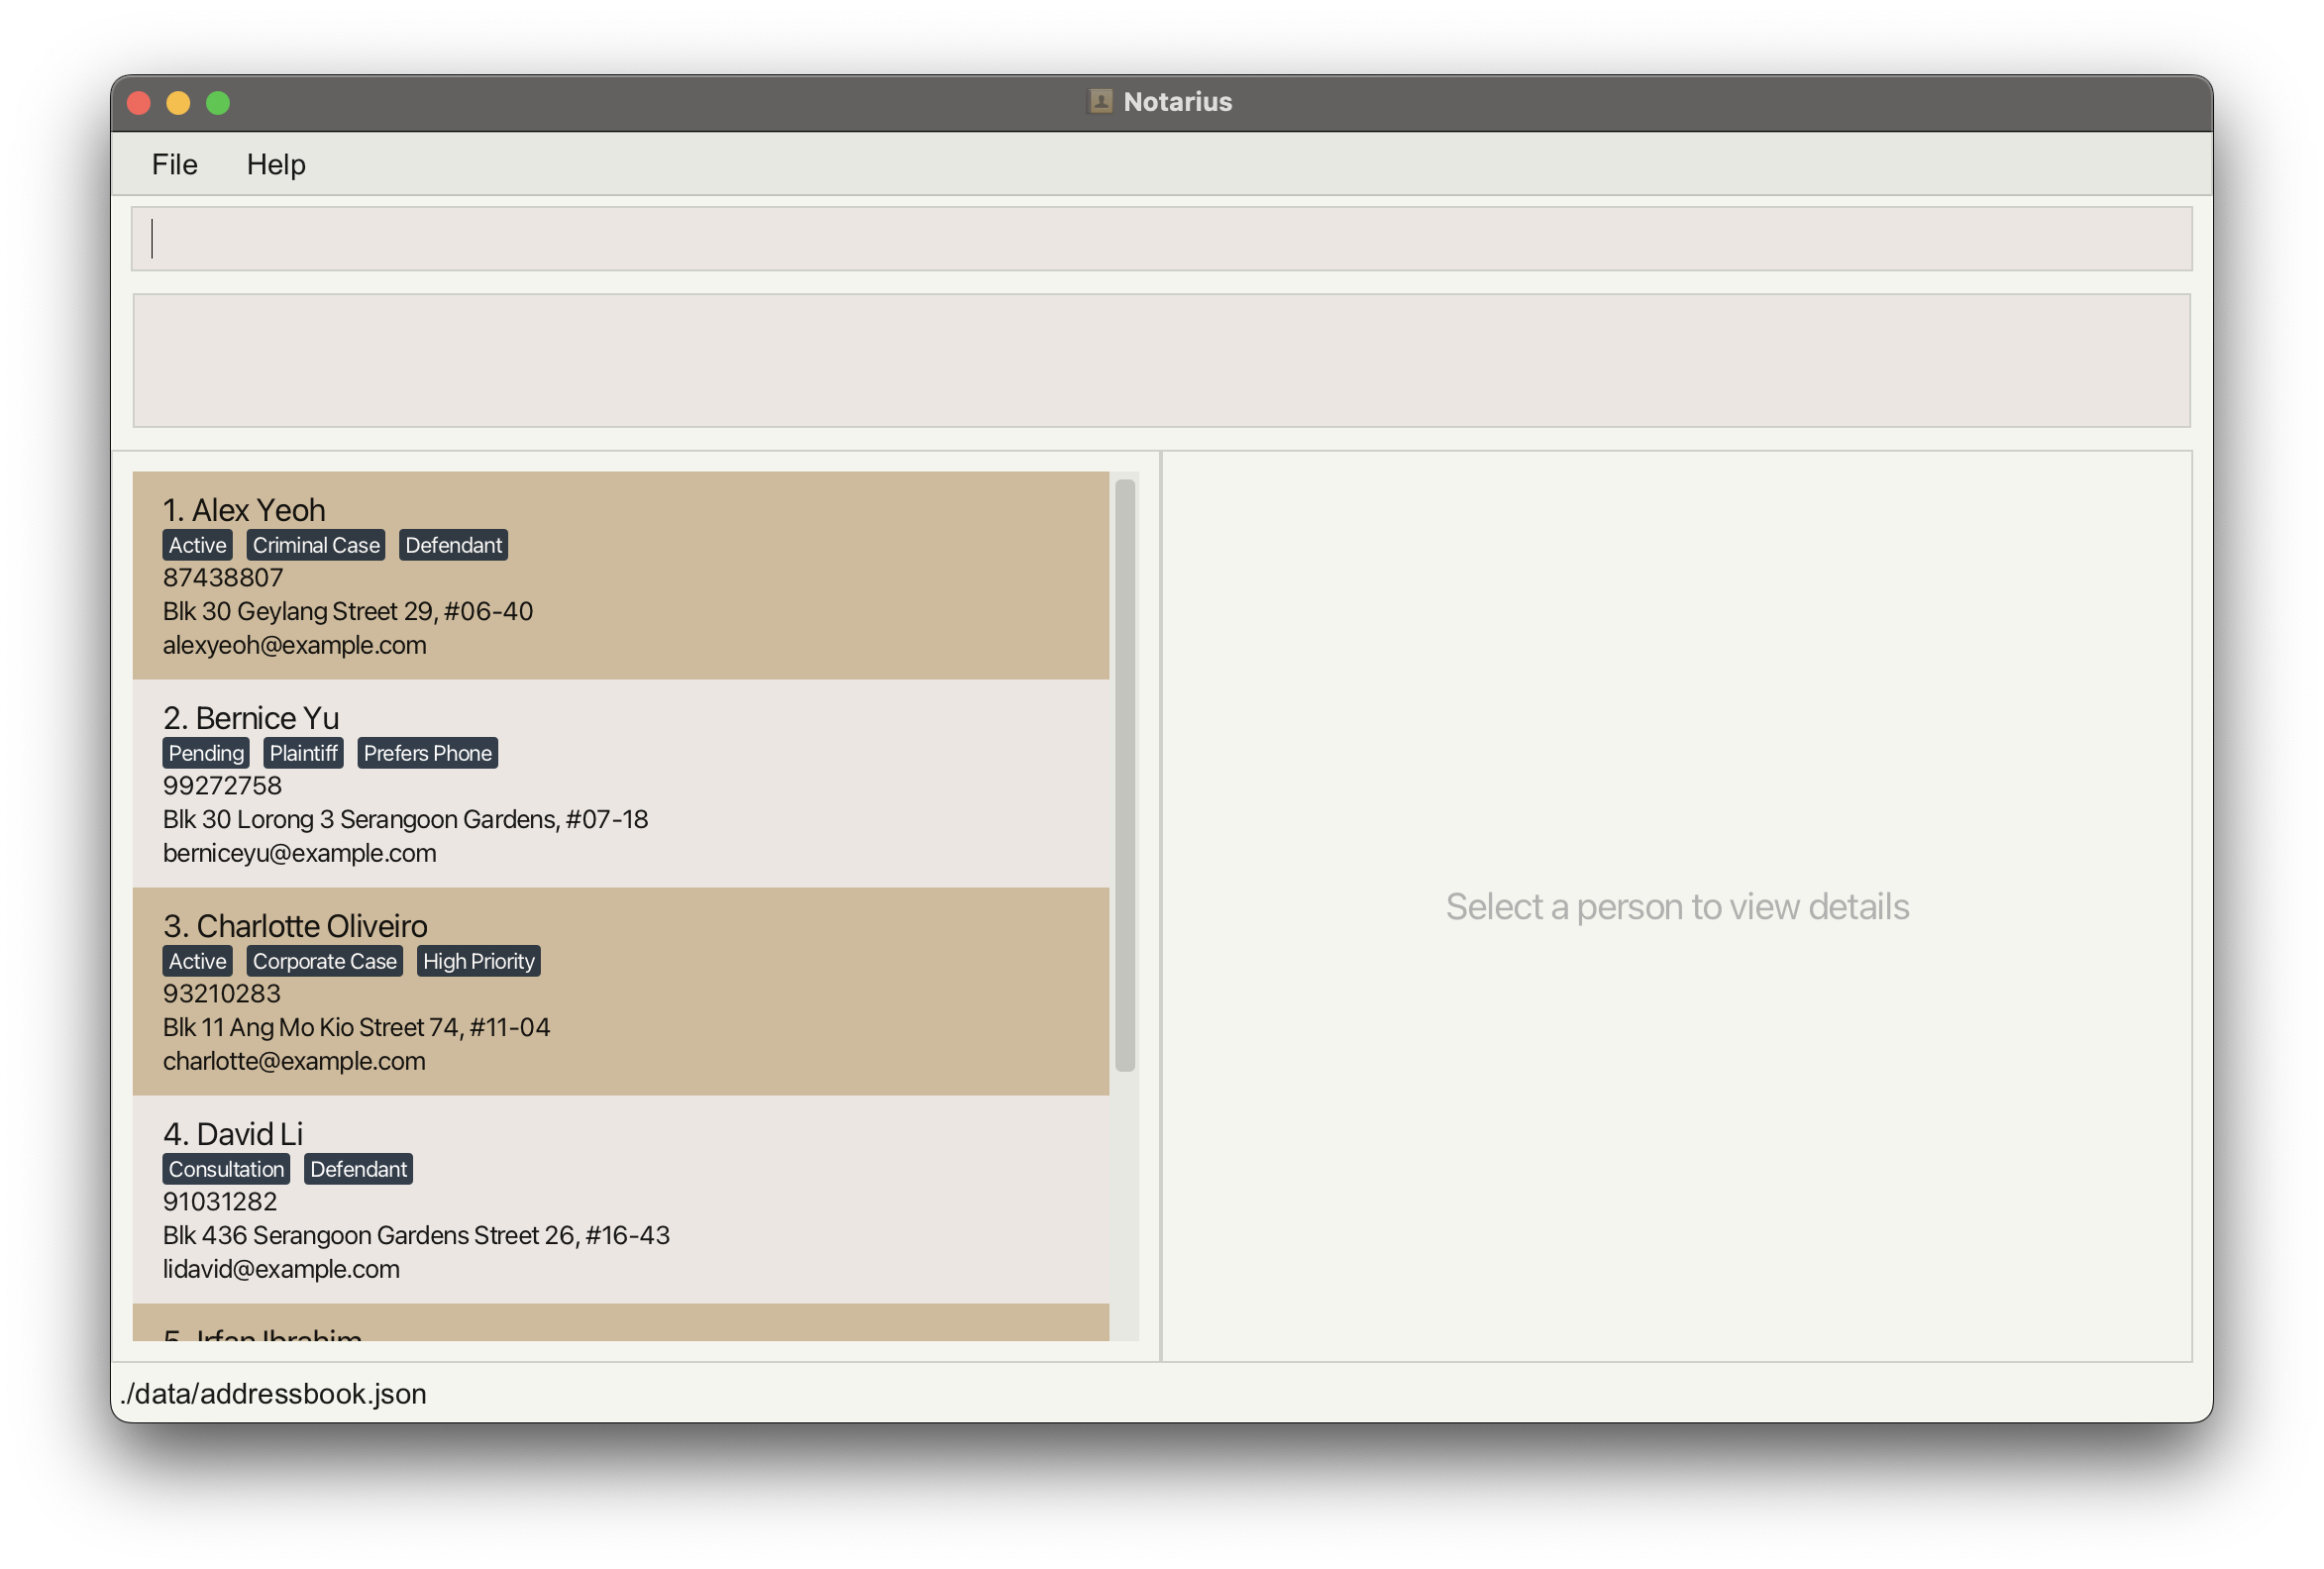 Notarius
File Help
1. Alex Yeoh
Active Criminal Case Defendant
87438807
Blk 30 Geylang Street 29, #06-40
alexyeoh@example.com
2. Bernice Yu
Pending Plaintiff Prefers Phone
99272758
Blk 30 Lorong 3 Serangoon Gardens, #07-18
berniceyu@example.com
3. Charlotte Oliveiro
Active Corporate Case High Priority
93210283
Blk 11 Ang Mo Kio Street 74, #11-04
charlotte@example.com
4. David Li
Consultation Defendant
91031282
Blk 436 Serangoon Gardens Street 26, #16-43
lidavid@example.com
5. Irfan Ibrahim
Select a person to view details
./data/addressbook.json